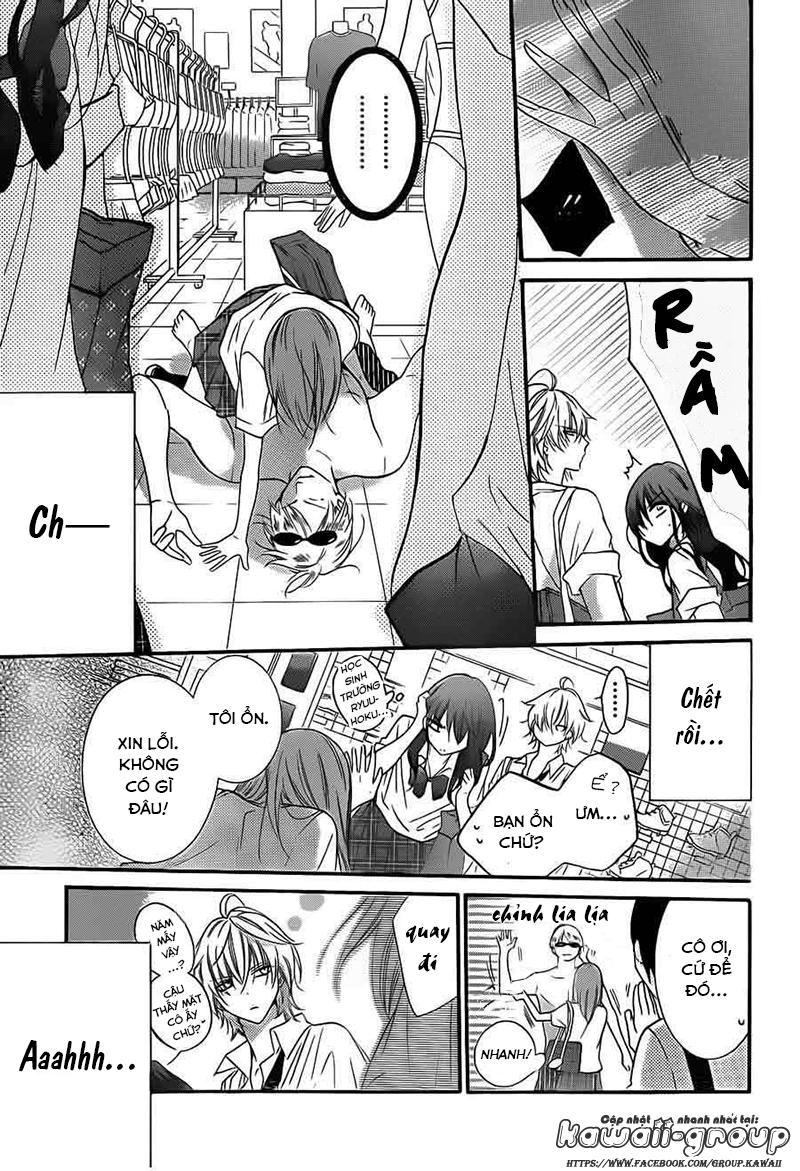 !!
RẦM
.........
Ch—
Chết
rồi...
HỌC
SINH
TRƯỜNG
RYUU-
HOKU...
......
Ể?
ƯM...
BẠN ỔN
CHỨ?
TÔI ỔN.
XIN LỖI.
KHÔNG
CÓ GÌ
ĐÂU!
CÔ ƠI,
CỨ ĐỂ
ĐÓ...
chỉnh lia lịa
NHANH!
quay
đi
NĂM
MẤY
VẬY
...?
CẬU
THẤY MẶT
CÔ ẤY
CHỨ?
Aaahhh...
Cập nhật nhanh nhất tại:
kawaii-group
HTTPS://WWW.FACEBOOK.COM/GROUP.KAWAII